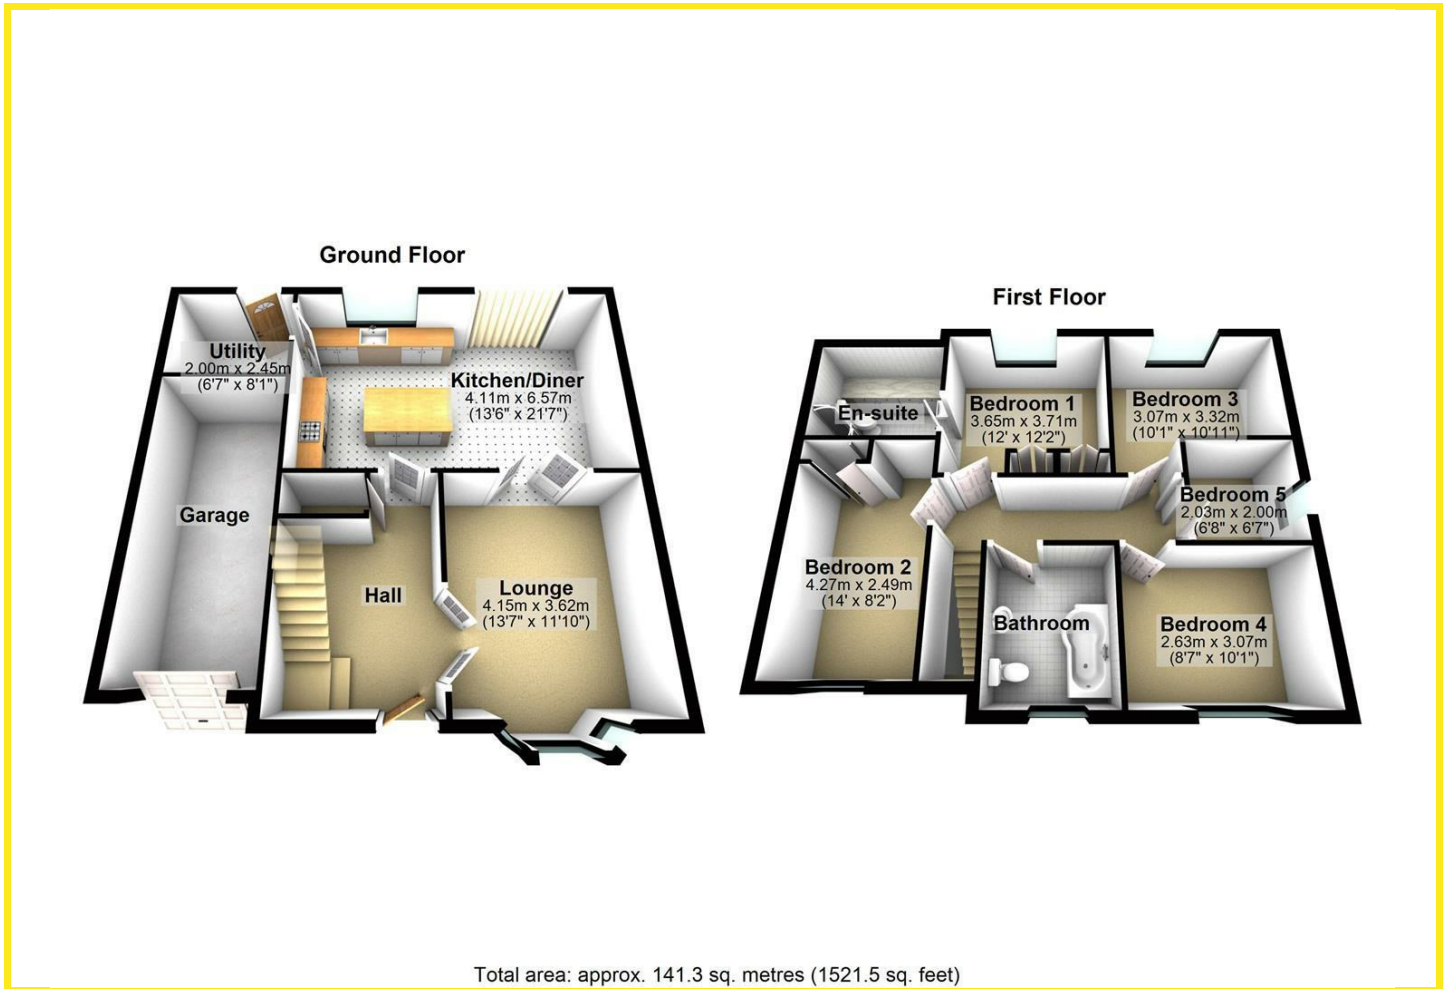 Ground Floor
Utility
2.00m x 2.45m
(6'7" x 8'1")
Kitchen/Diner
4.11m x 6.57m
(13'6" x 21'7")
Garage
Hall
Lounge
4.15m x 3.62m
(13'7" x 11'10")
First Floor
En-suite
Bedroom 1
3.65m x 3.71m
(12' x 12'2")
Bedroom 3
3.07m x 3.32m
(10'1" x 10'11")
Bedroom 5
2.03m x 2.00m
(6'8" x 6'7")
Bedroom 2
4.27m x 2.49m
(14' x 8'2")
Bathroom
Bedroom 4
2.63m x 3.07m
(8'7" x 10'1")
Total area: approx. 141.3 sq. metres (1521.5 sq. feet)